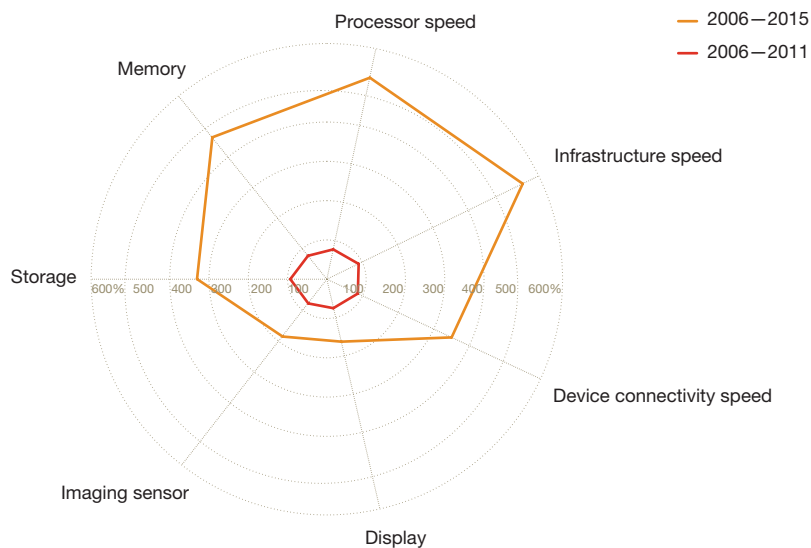 Processor speed
2006—2015
2006—2011
Memory
Infrastructure speed
Storage
600% 500 400 300 200 100 100 200 300 400 500 600%
Device connectivity speed
Imaging sensor
Display